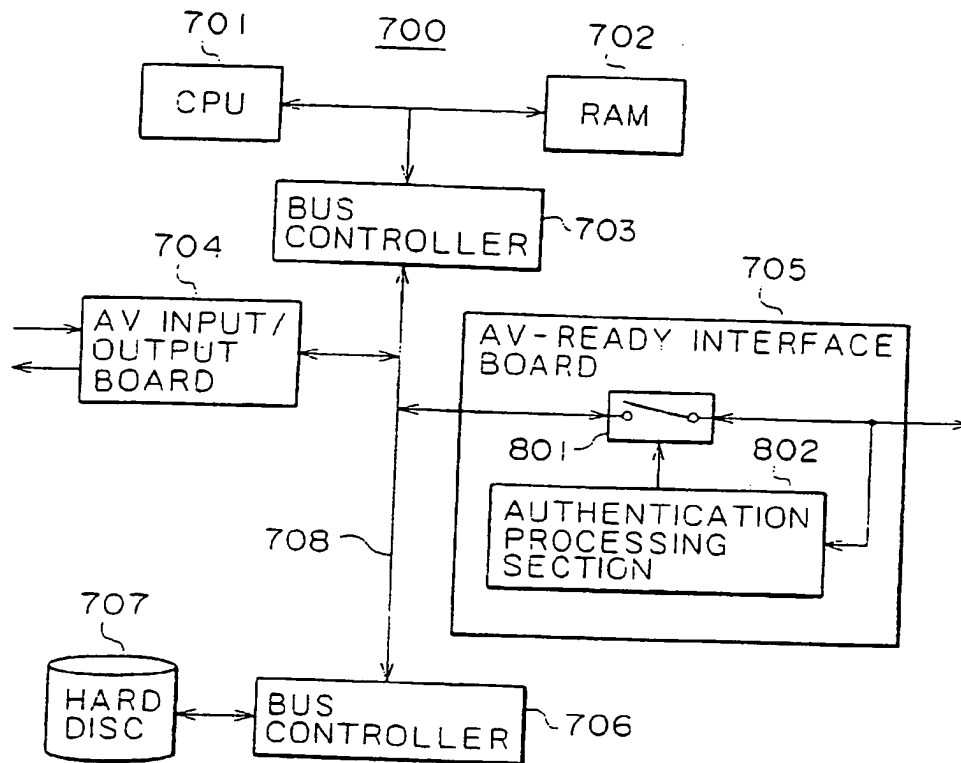 701
700
702
CPU
RAM
BUS
CONTROLLER
703
704
AV INPUT/
OUTPUT
BOARD
705
AV-READY INTERFACE
BOARD
801
802
AUTHENTICATION
PROCESSING
SECTION
708
707
HARD
DISC
BUS
CONTROLLER
706